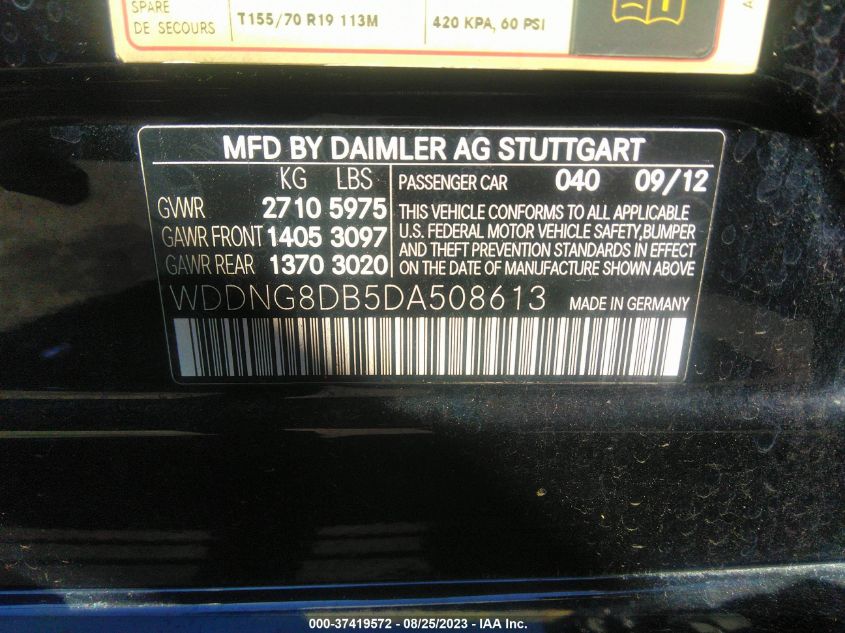 SPARE
DE SECOURS T155/70 R19 113M 420 KPA, 60 PSI
MFD BY DAIMLER AG STUTTGART
KG LBS PASSENGER CAR 040 09/12
GVWR 2710 5975
GAWR FRONT 1405 3097
GAWR REAR 1370 3020
THIS VEHICLE CONFORMS TO ALL APPLICABLE
U.S. FEDERAL MOTOR VEHICLE SAFETY,BUMPER
AND THEFT PREVENTION STANDARDS IN EFFECT
ON THE DATE OF MANUFACTURE SHOWN ABOVE
WDDNG8DB5DA508613 MADE IN GERMANY
000-37419572 - 08/25/2023 - IAA Inc.